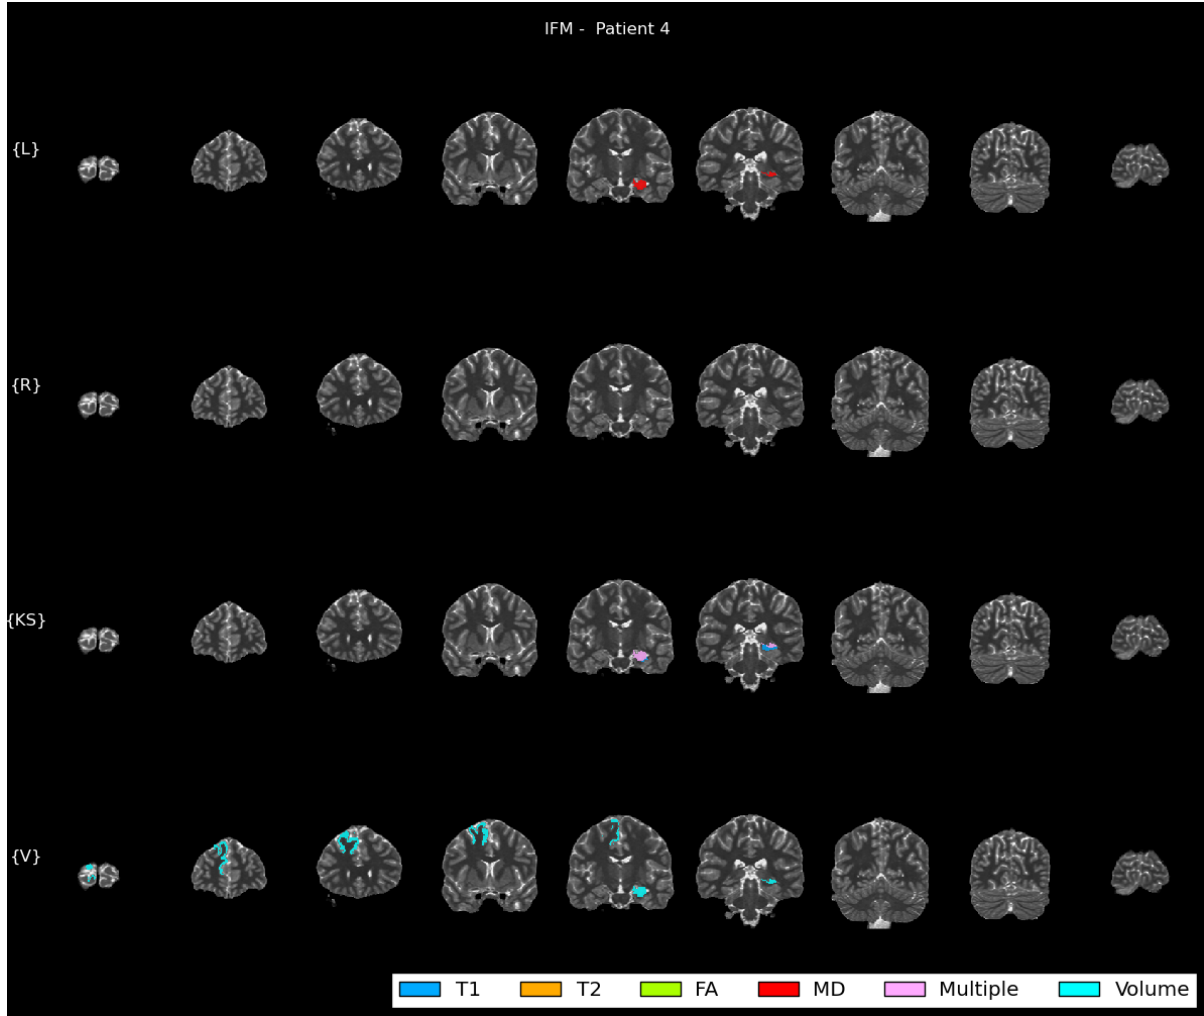 IFM - Patient 4
{L}
{R}
{KS}
{V}
T1 T2 FA MD Multiple Volume